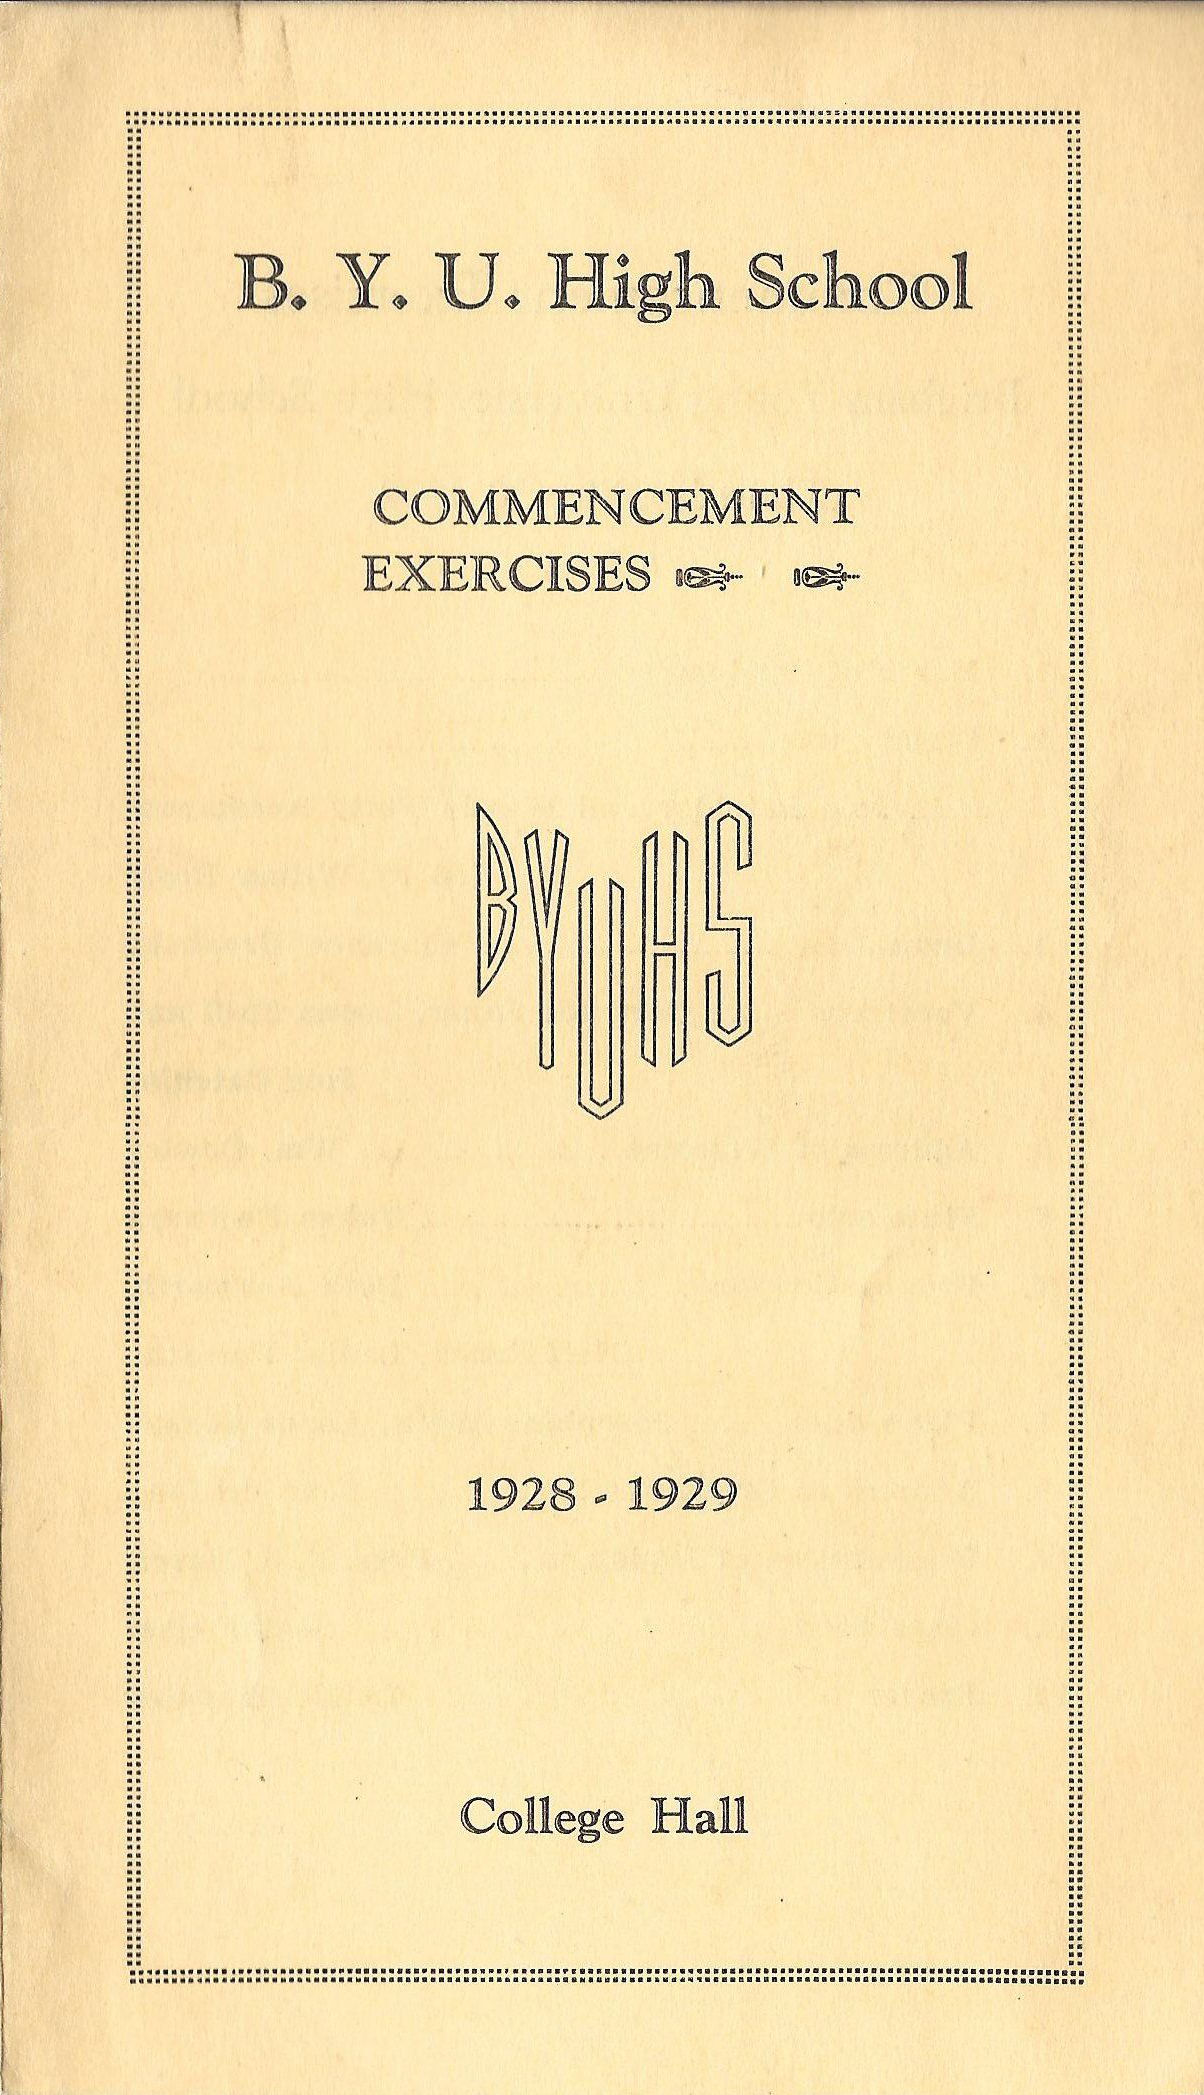 B. Y. U. High School
COMMENCEMENT
EXERCISES
BYUHS
1928 - 1929
College Hall